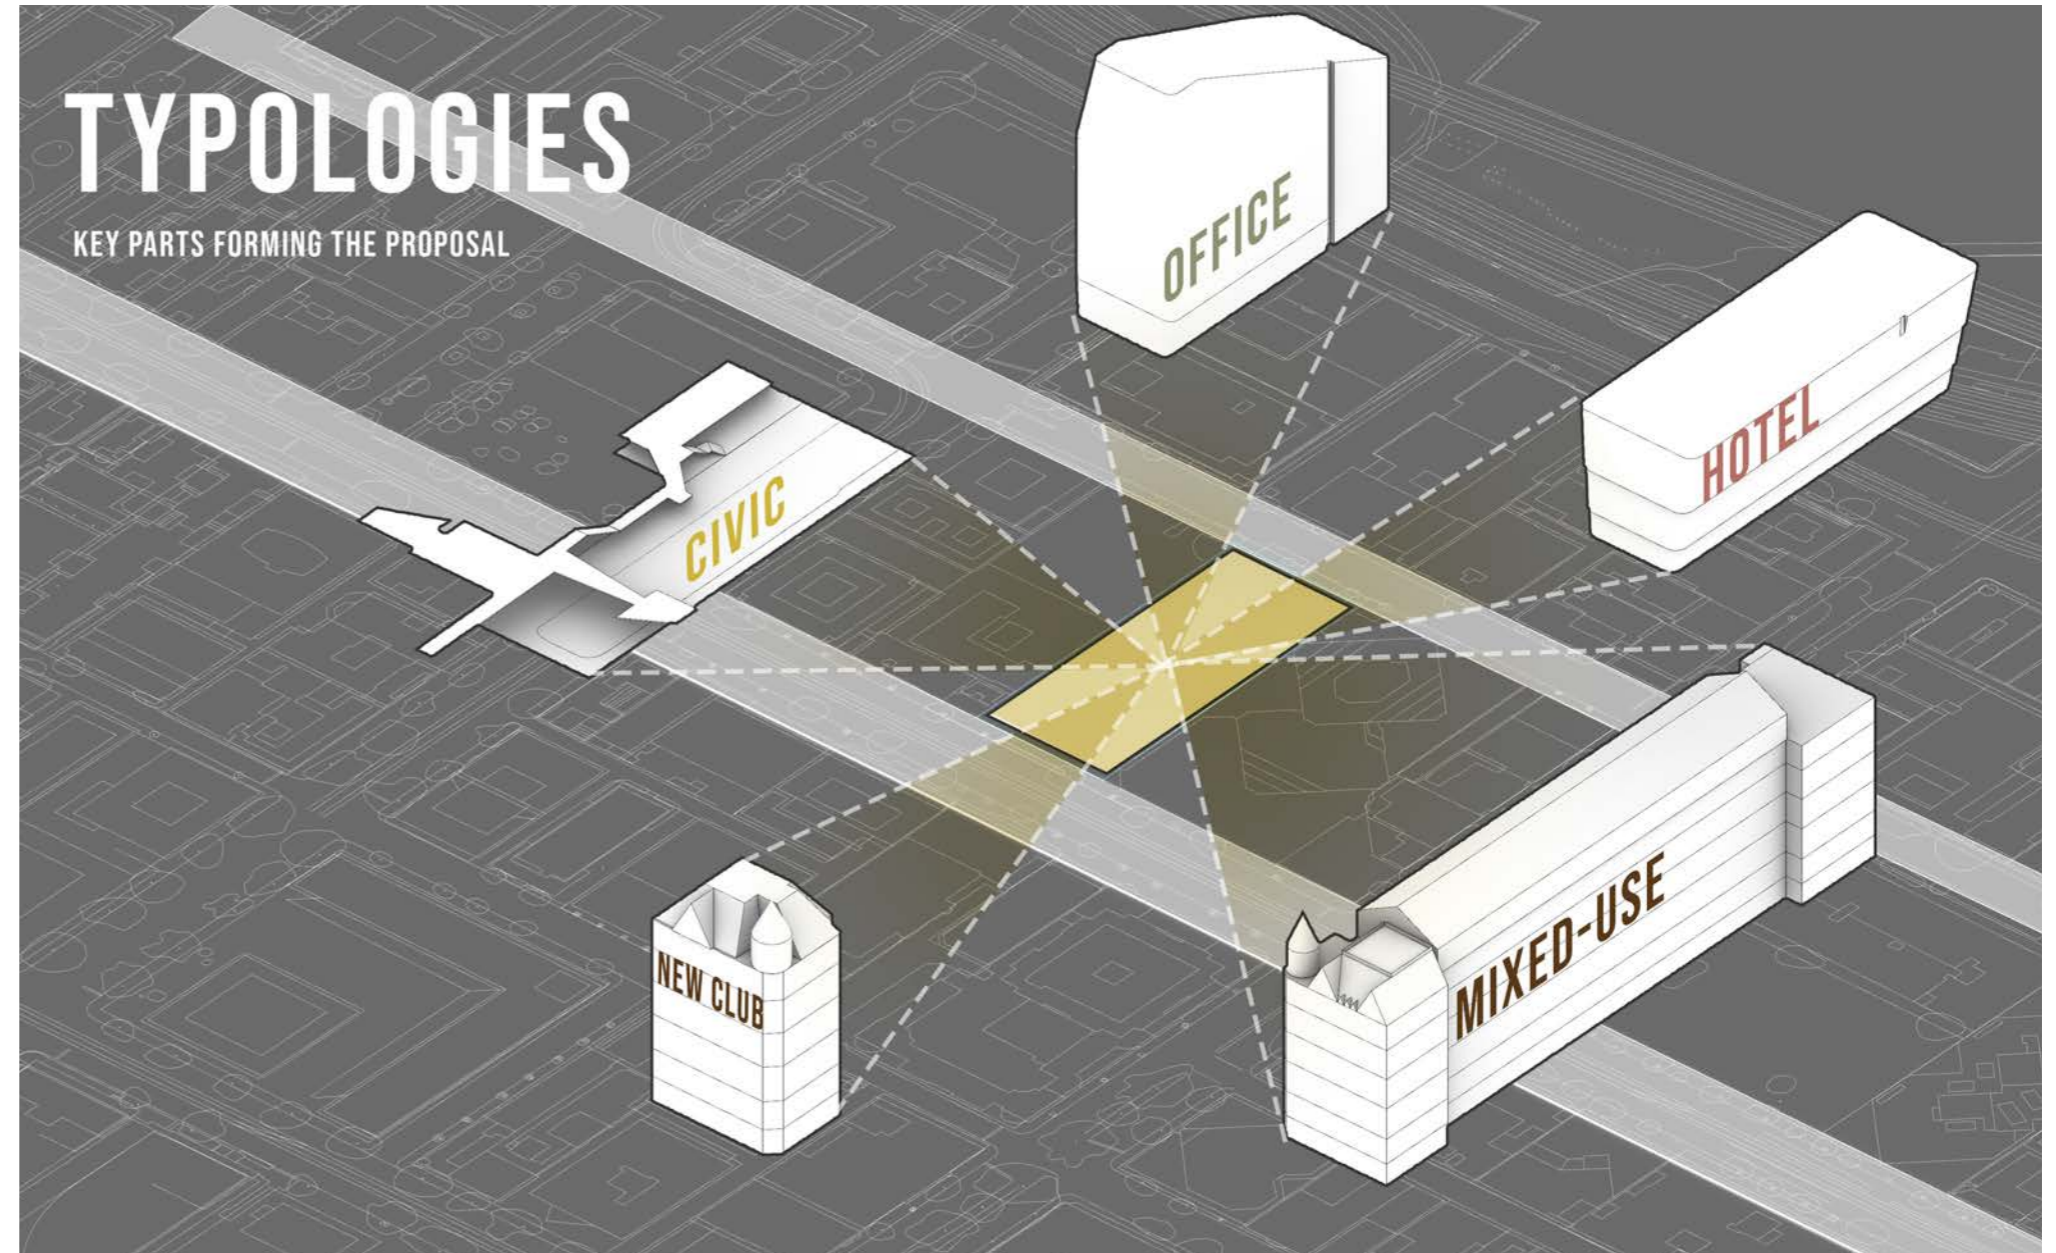 TYPOLOGIES
KEY PARTS FORMING THE PROPOSAL
OFFICE
HOTEL
CIVIC
NEW CLUB
MIXED-USE